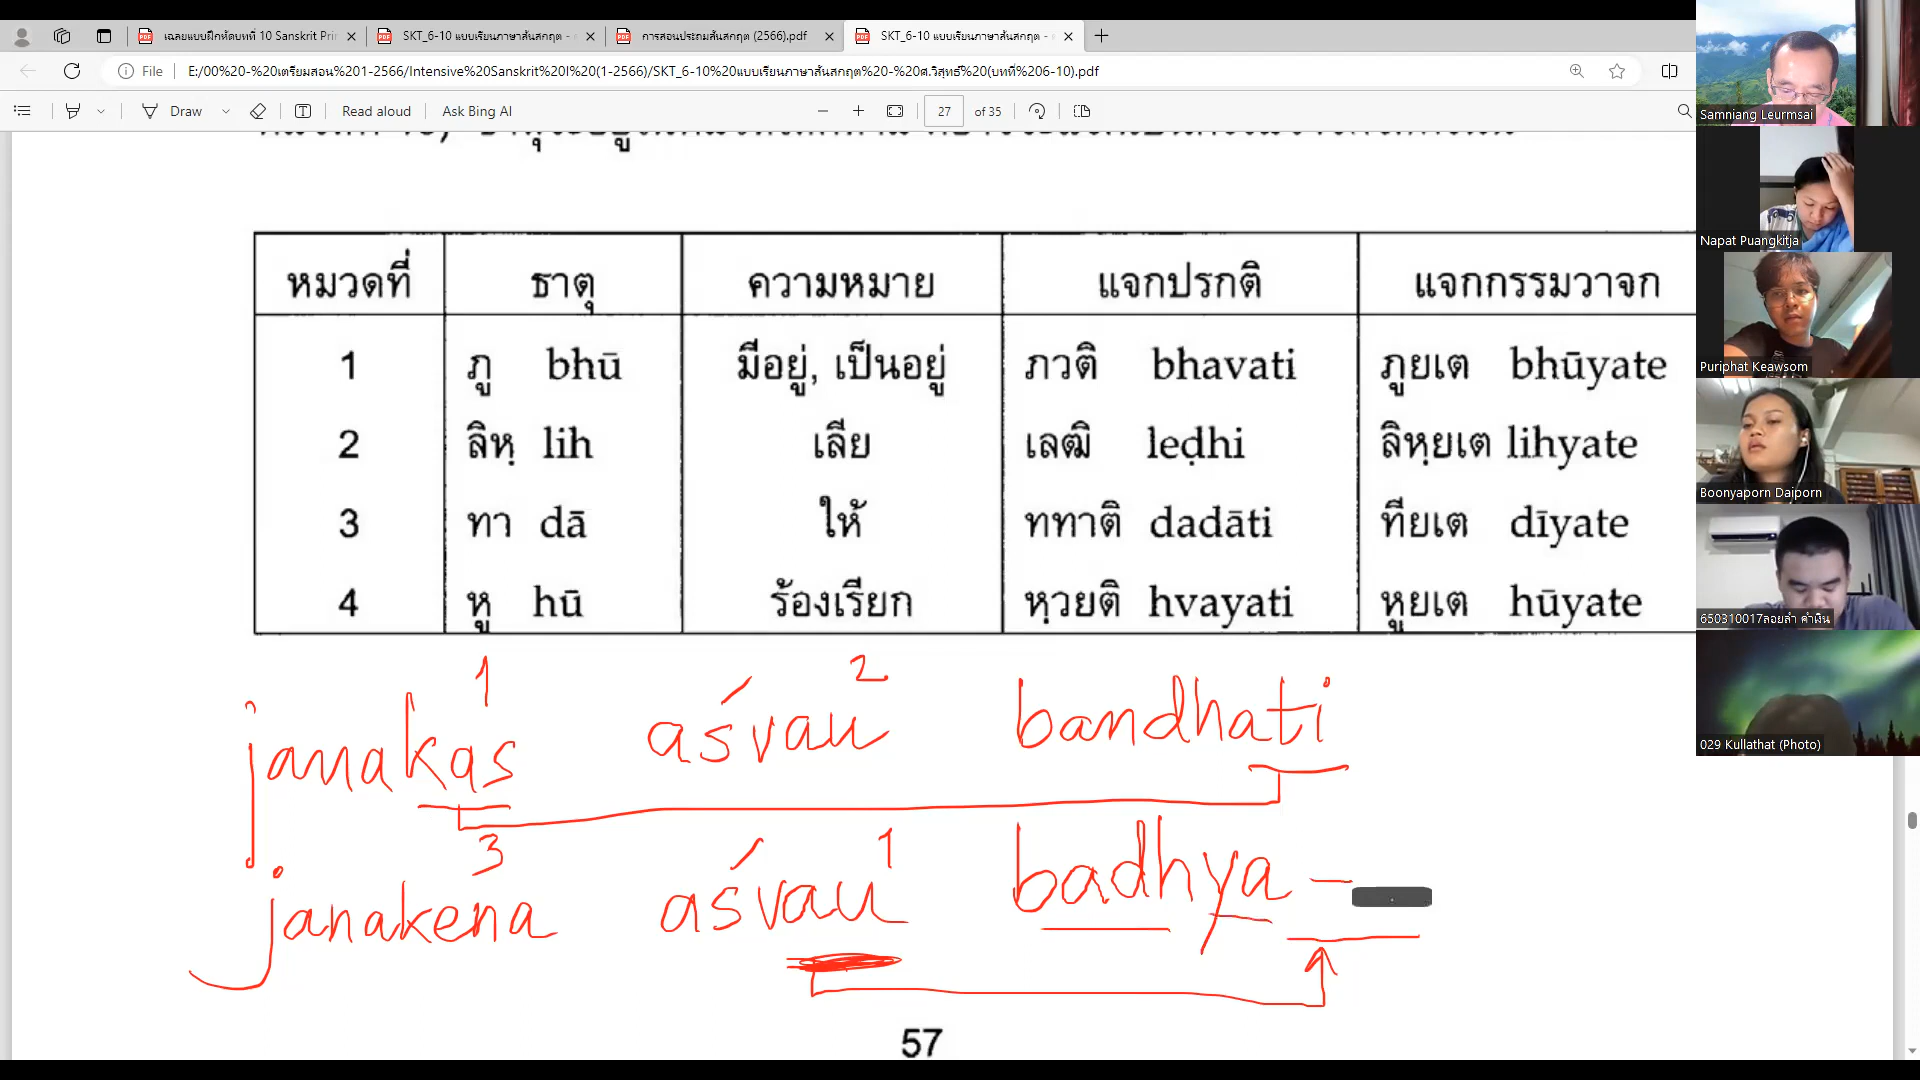 เฉลยแบบฝึกหัดบทที่ 10 Sanskrit Pri
SKT_6-10 แบบเรียนภาษาสันสกฤต -
การสอนประถมสันสกฤต (2566).pdf
SKT_6-10 แบบเรียนภาษาสันสกฤต -
File E:/00%20-%20เตรียมสอน%201-2566/Intensive%20Sanskrit%20I%20(1-2566)/SKT_6-10%20แบบเรียนภาษาสันสกฤต%20-%20ศ.วิสุทธ์%20(บทที่%206-10).pdf
Draw Read aloud Ask Bing AI 27 of 35
หมวดที่ ธาตุ ความหมาย แจกปรกติ แจกกรรมวาจก
1 ภู bhū มีอยู่, เป็นอยู่ ภวติ bhavati ภูยเต bhūyate
2 ลิหฺ lih เลีย เลฒิ leḍhi ลิหฺยเต lihyate
3 ทา dā ให้ ททาติ dadāti ทียเต dīyate
4 หู hū ร้องเรียก หฺวยติ hvayati หูยเต hūyate
1 2
janakas aśvau bandhati
3 1
janakena aśvau badhya –
57
Samniang Leurmsai
Napat Puangkitja
Puriphat Keawsom
Boonyaporn Daiporn
650310017ลอยลำ คำฝัน
029 Kullathat (Photo)